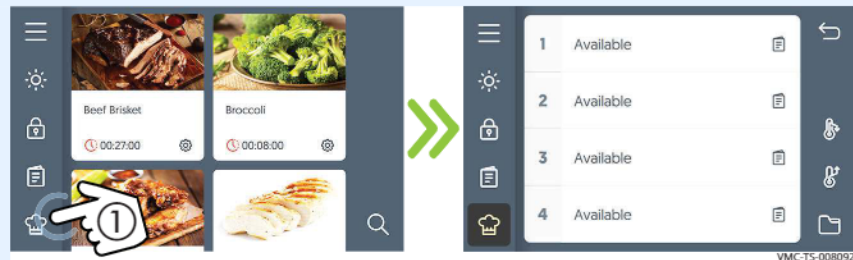 Beef Brisket
Broccoli
00:27:00
00:08:00
1
1 Available
2 Available
3 Available
4 Available
VMC-TS-008092